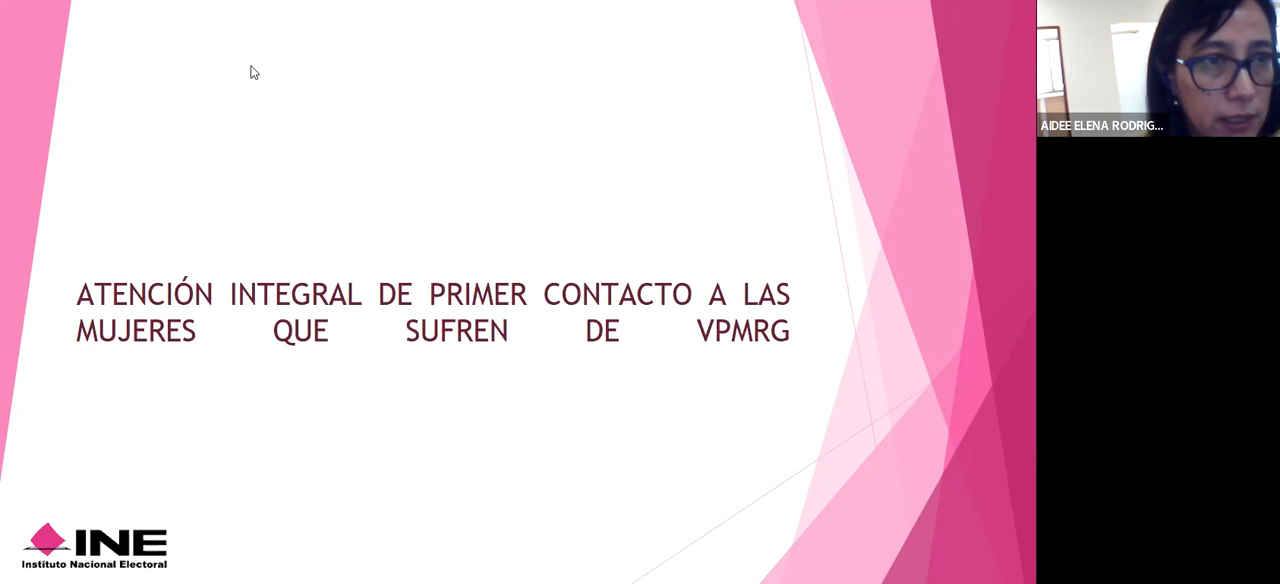 ATENCIÓN INTEGRAL DE PRIMER CONTACTO A LAS
MUJERES QUE SUFREN DE VPMRG
INE
Instituto Nacional Electoral
AIDEE ELENA RODRIG...